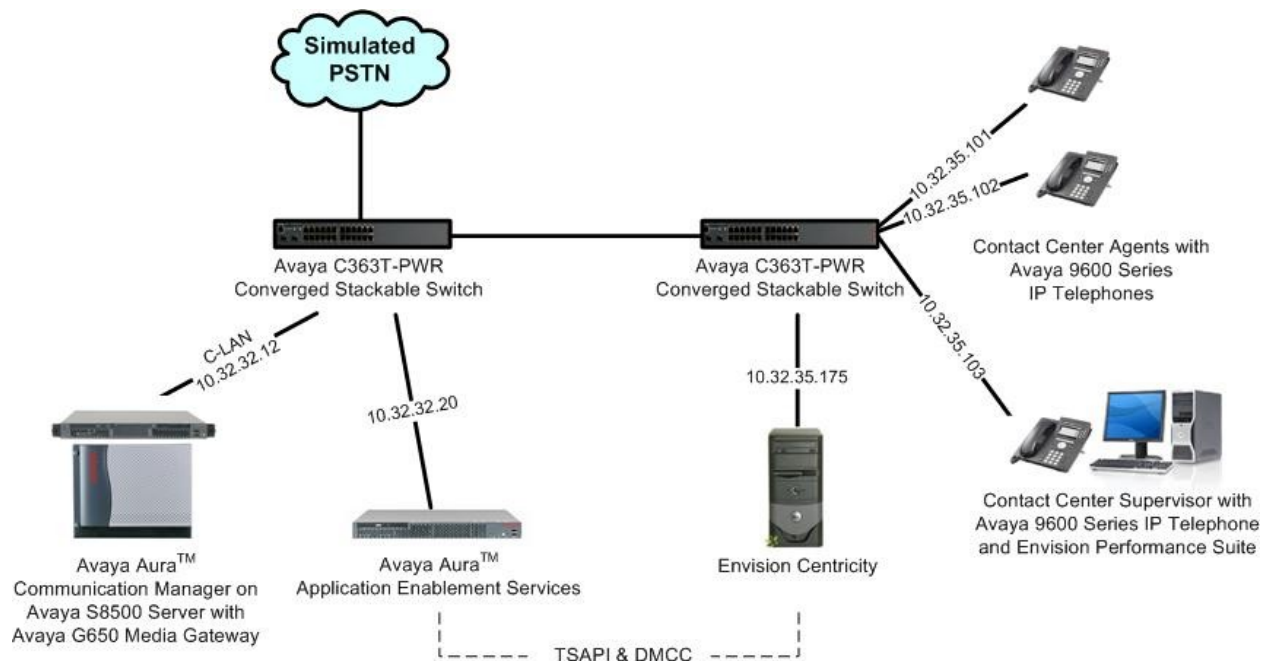 Simulated
PSTN
10.32.35.101
10.32.35.102
Contact Center Agents with
Avaya 9600 Series
IP Telephones
Avaya C363T-PWR
Converged Stackable Switch
Avaya C363T-PWR
Converged Stackable Switch
10.32.35.103
C-LAN
10.32.32.12
10.32.32.20
10.32.35.175
Avaya Aura™
Communication Manager on
Avaya S8500 Server with
Avaya G650 Media Gateway
Avaya Aura™
Application Enablement Services
Envision Centricity
Contact Center Supervisor with
Avaya 9600 Series IP Telephone
and Envision Performance Suite
TSAPI & DMCC